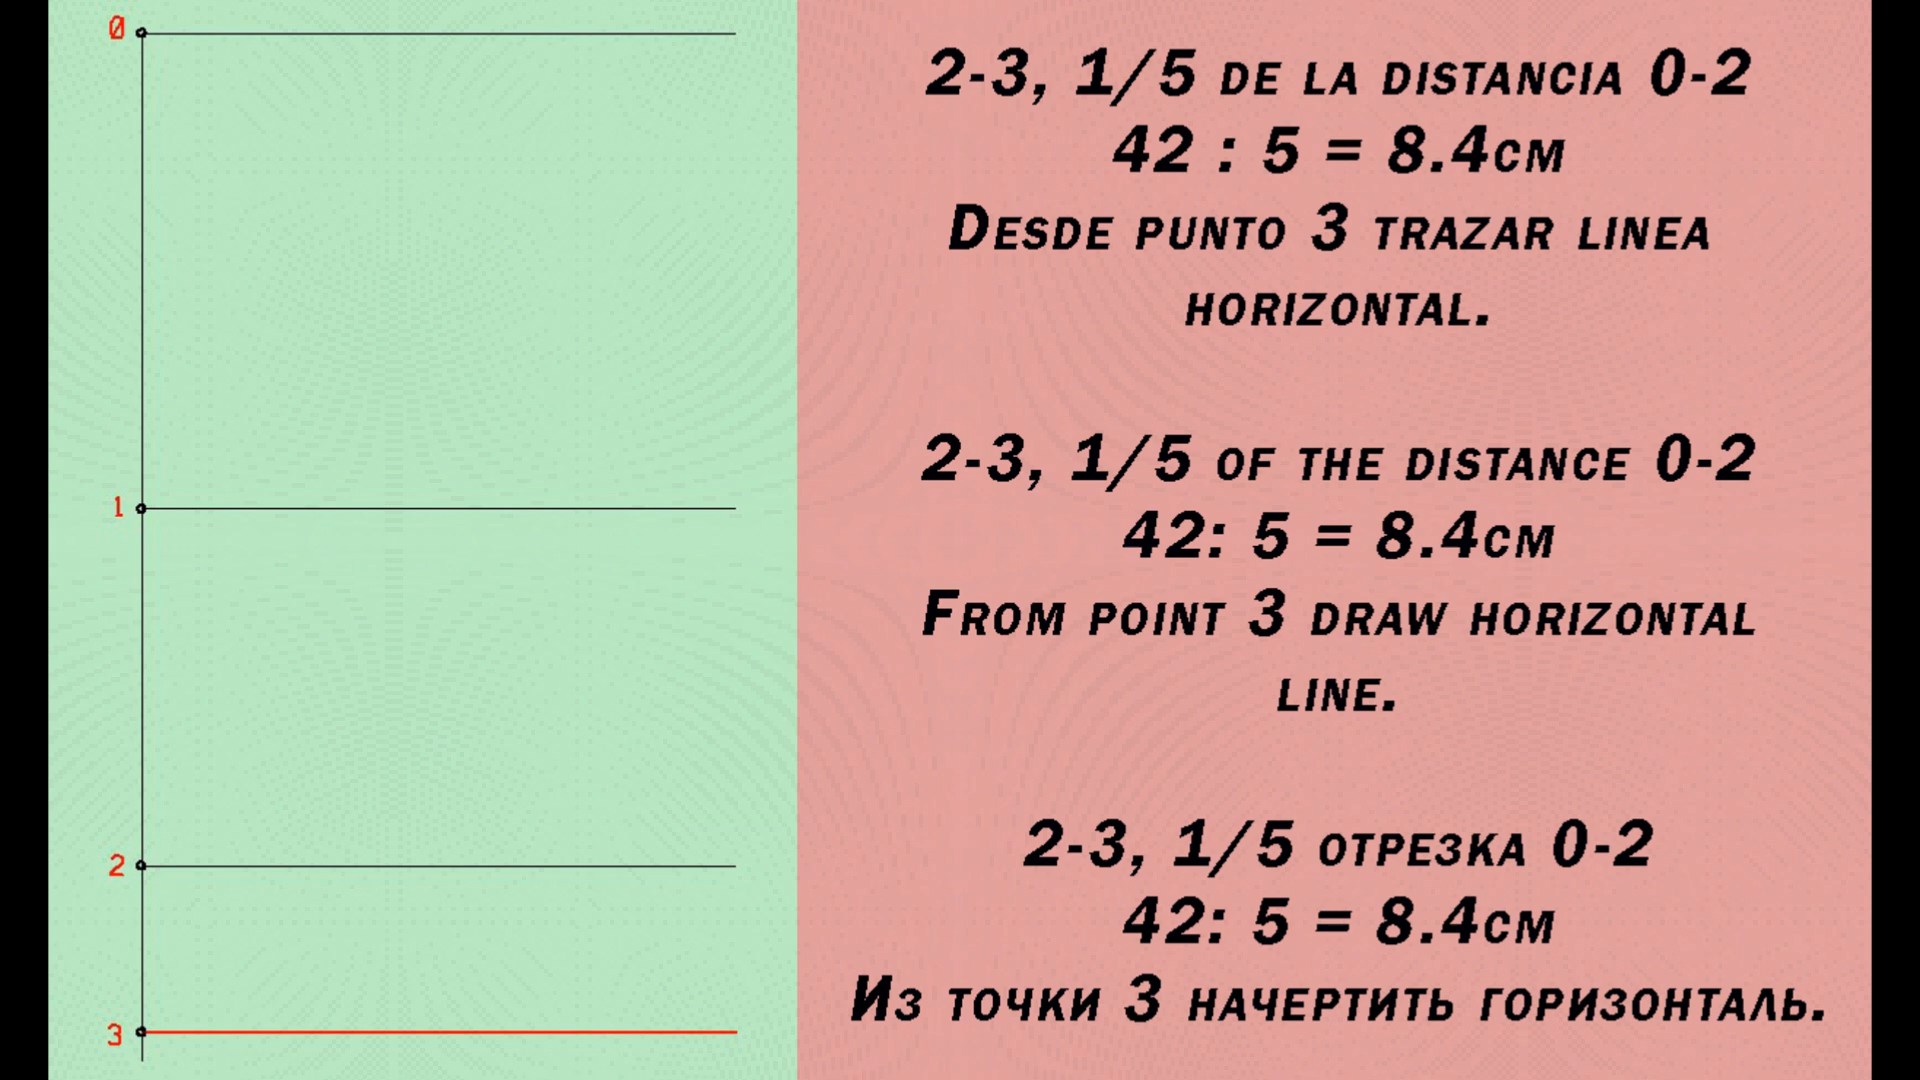 0
1
2
3
2-3, 1/5 DE LA DISTANCIA 0-2
42 : 5 = 8.4CM
DESDE PUNTO 3 TRAZAR LINEA
HORIZONTAL.
2-3, 1/5 OF THE DISTANCE 0-2
42: 5 = 8.4CM
FROM POINT 3 DRAW HORIZONTAL
LINE.
2-3, 1/5 ОТРЕЗКА 0-2
42: 5 = 8.4СМ
ИЗ ТОЧКИ 3 НАЧЕРТИТЬ ГОРИЗОНТАЛЬ.